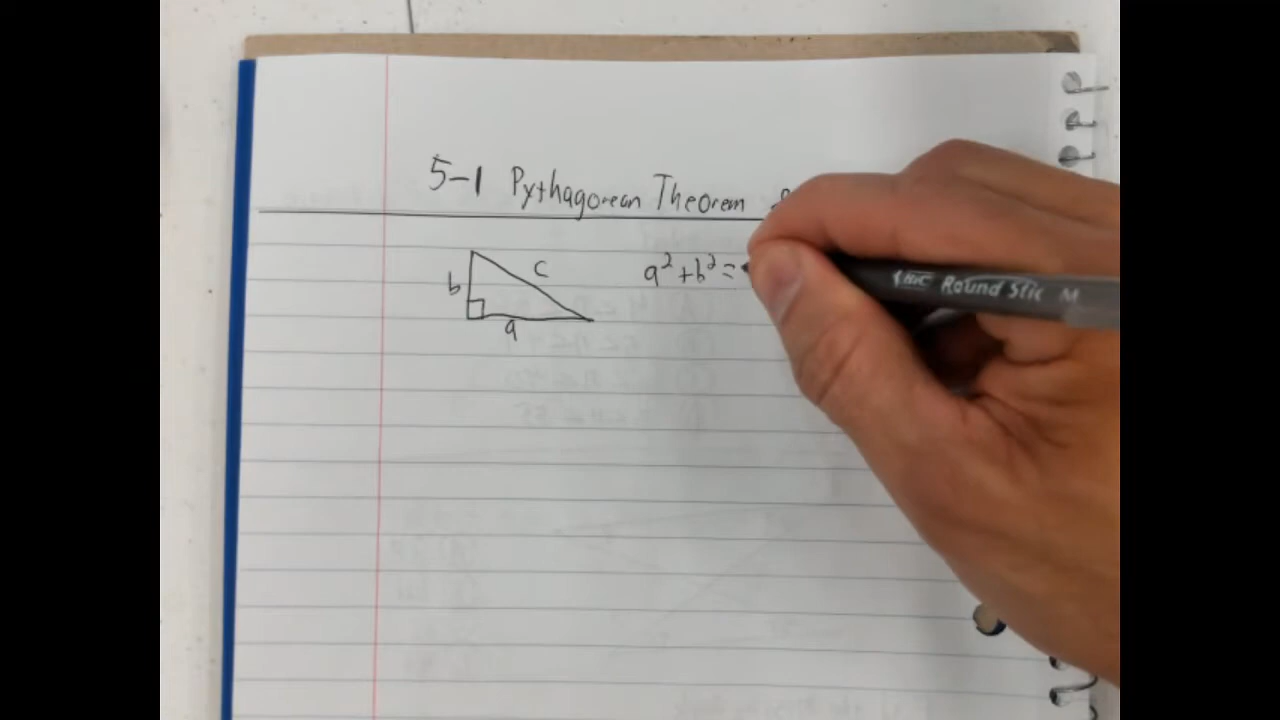 5-1 Pythagorean Theorem
b
c
a
a²+b²=
BIC Round Stic M